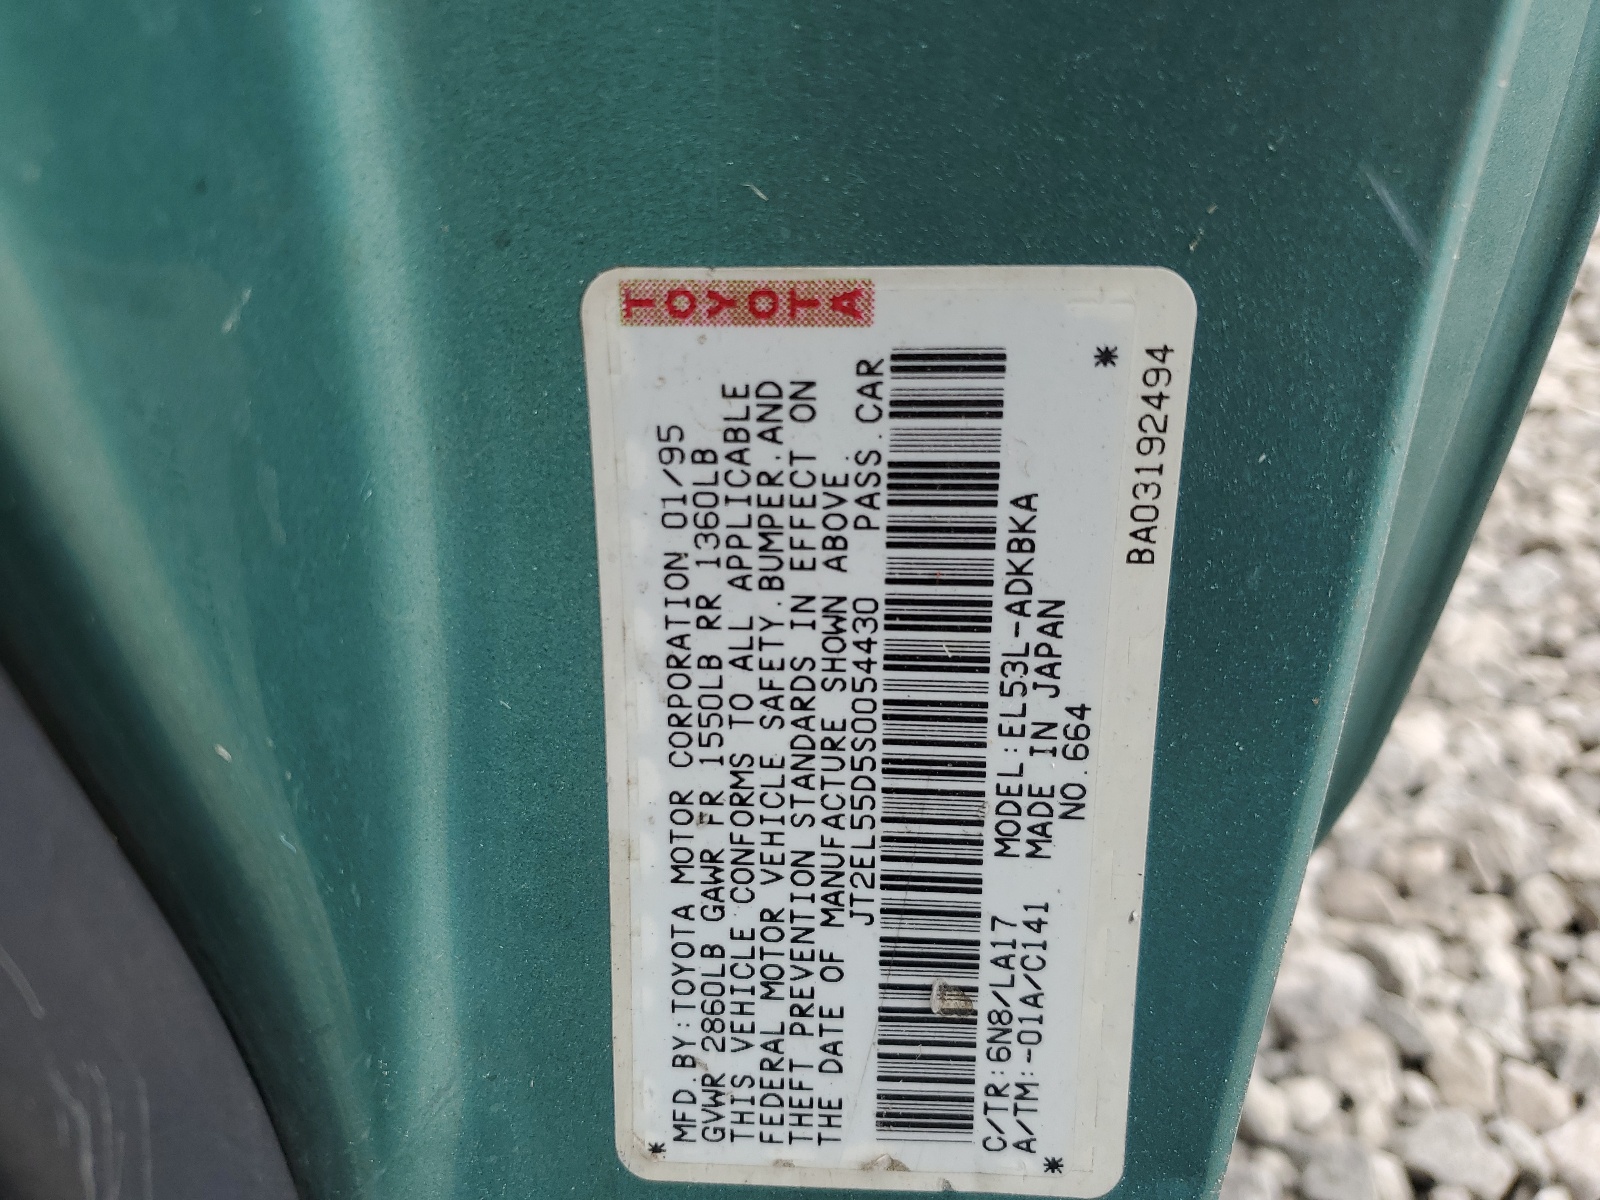 TOYOTA
MFD.BY:TOYOTA MOTOR CORPORATION 01/95
GVWR 2860LB GAWR FR 1550LB RR 1360LB
THIS VEHICLE CONFORMS TO ALL APPLICABLE
FEDERAL MOTOR VEHICLE SAFETY.BUMPER.AND
THEFT PREVENTION STANDARDS IN EFFECT ON
THE DATE OF MANUFACTURE SHOWN ABOVE
JT2EL55D5S0054430 PASS.CAR
C/TR:6N8/LA17 MODEL:EL53L-ADKBKA
A/TM:-01A/C141 MADE IN JAPAN
NO.664
BA03192494